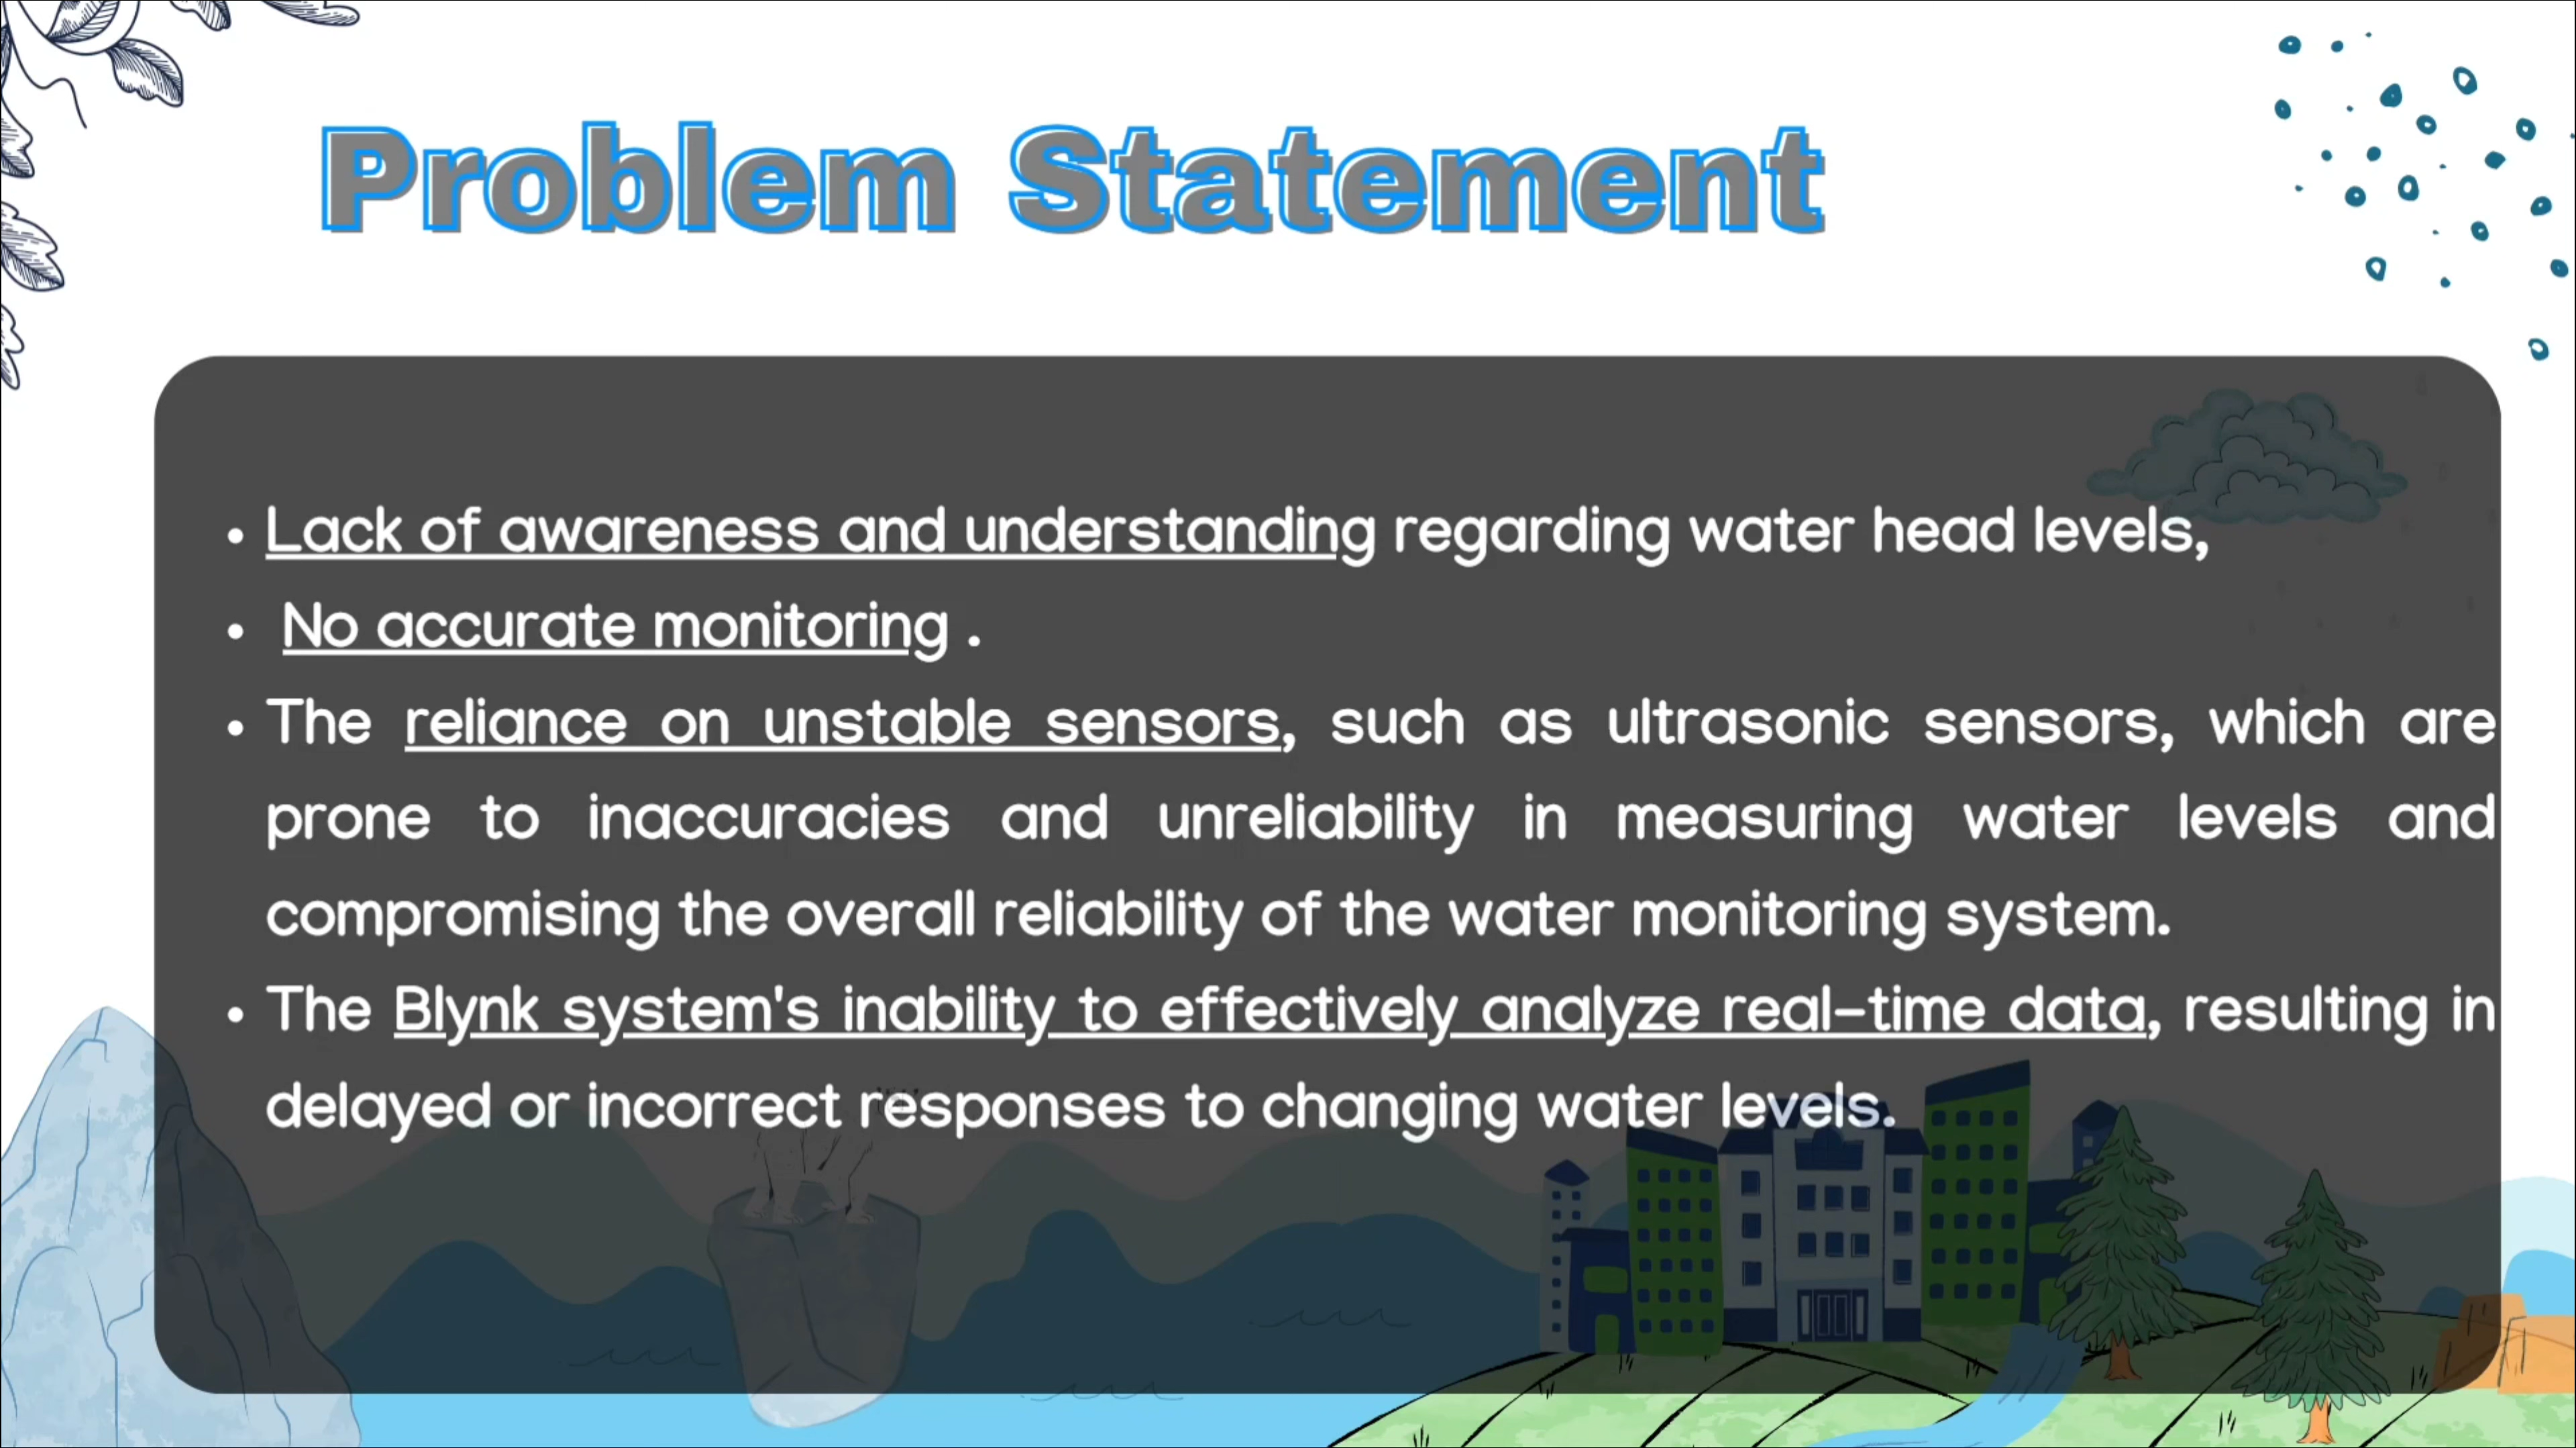 Problem Statement
• Lack of awareness and understanding regarding water head levels,
• No accurate monitoring .
• The reliance on unstable sensors, such as ultrasonic sensors, which are
prone to inaccuracies and unreliability in measuring water levels and
compromising the overall reliability of the water monitoring system.
• The Blynk system's inability to effectively analyze real-time data, resulting in
delayed or incorrect responses to changing water levels.